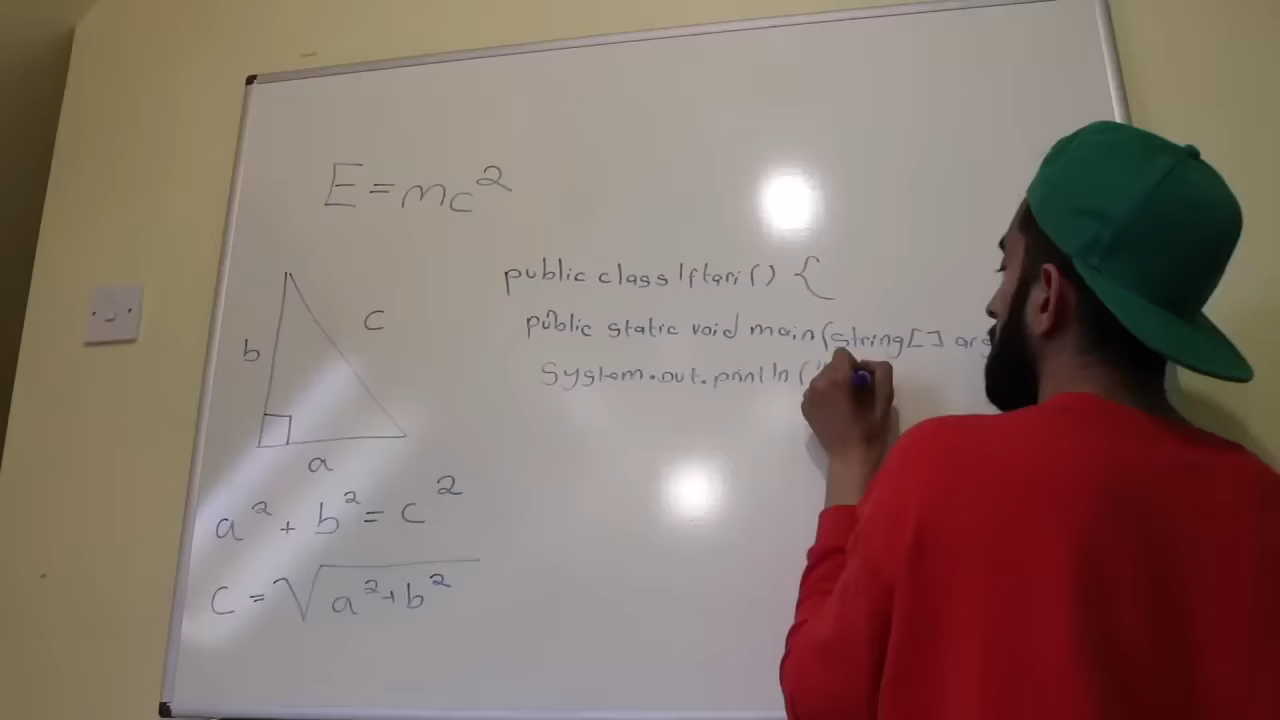 E = mc²
b
c
a
a² + b² = c²
c = √a²+b²
public class Iftari () {
public static void main (string[] arg
System.out.println ("